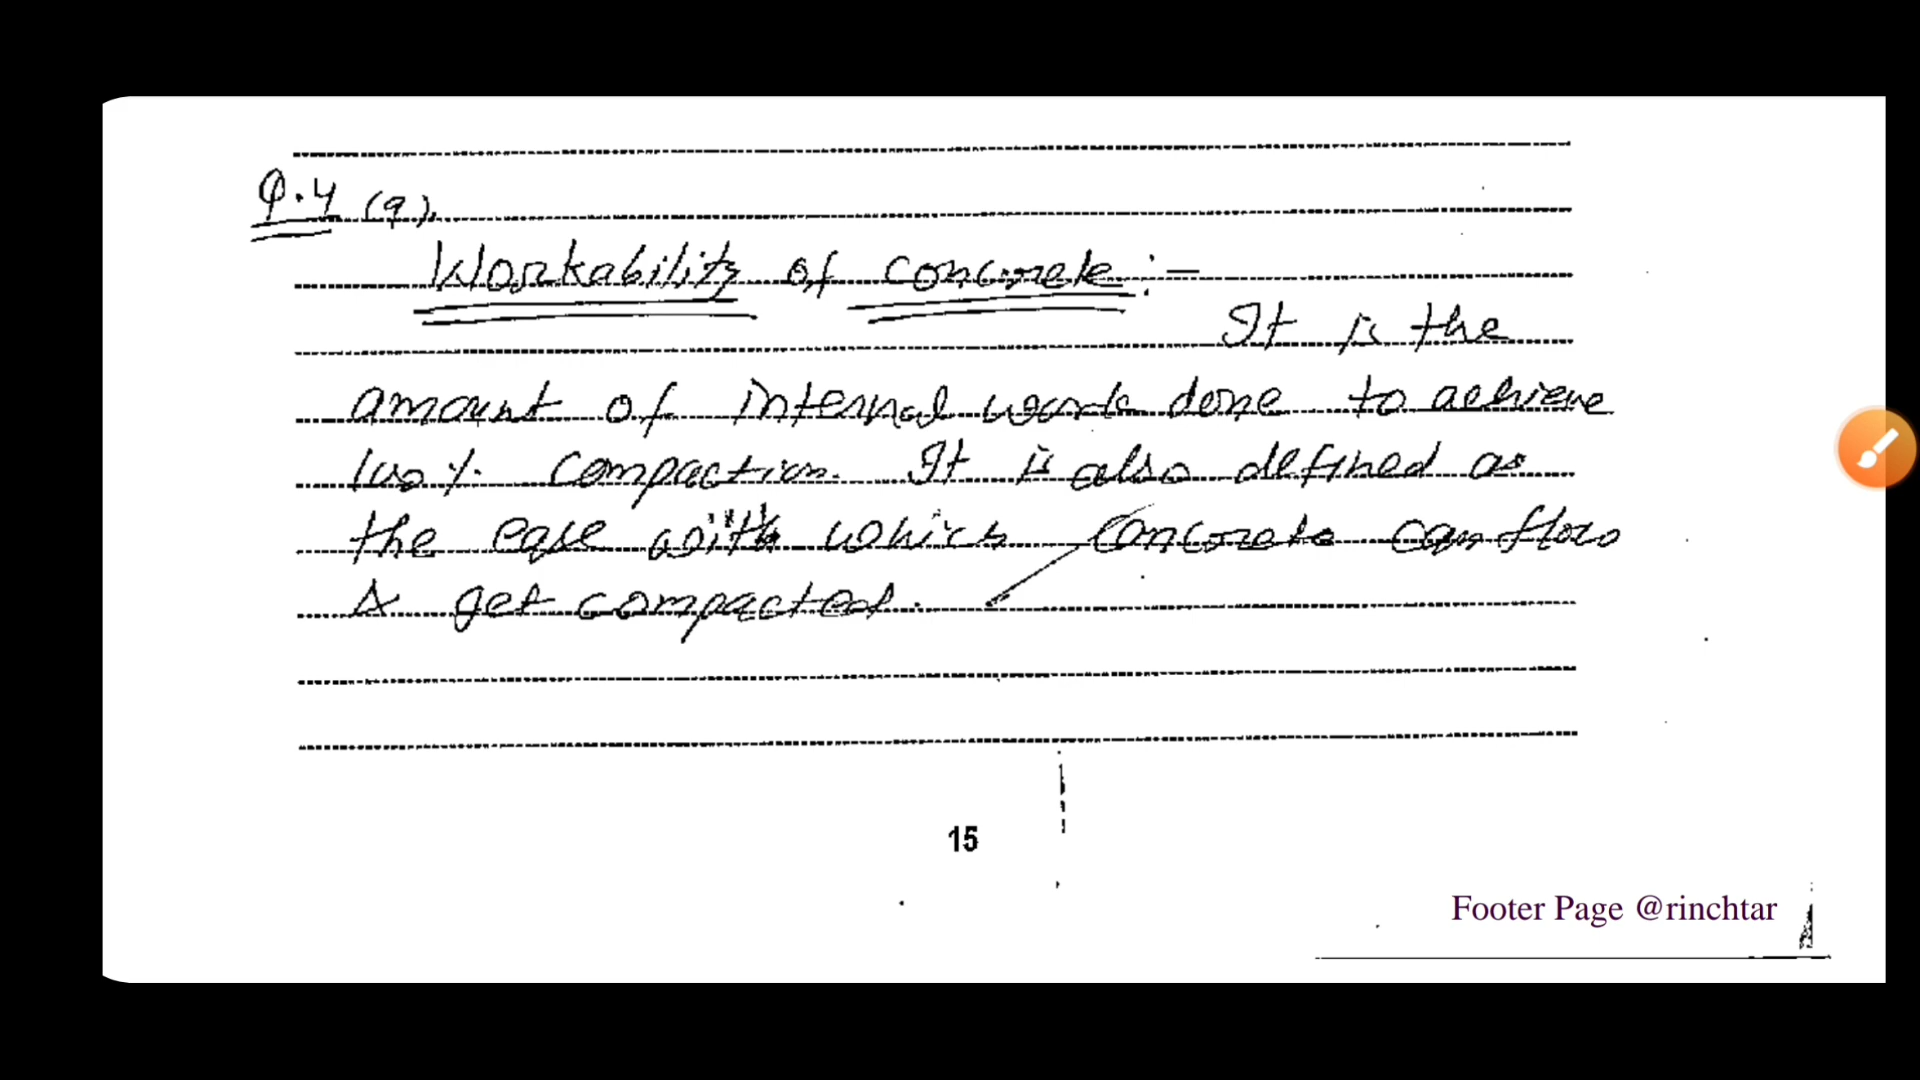 Q.4 (a).
Workability of concrete :-
It is the
amount of internal work done to achieve
100% compaction. It is also defined as
the ease with which concrete can flow
& get compacted.
15
Footer Page @rinchtar